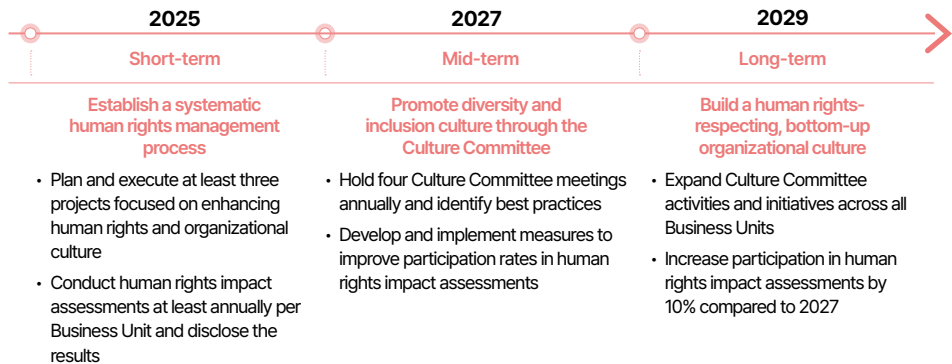 2025
2027
2029
Short-term
Mid-term
Long-term
Establish a systematic
human rights management
process
• Plan and execute at least three
projects focused on enhancing
human rights and organizational
culture
• Conduct human rights impact
assessments at least annually per
Business Unit and disclose the
results
Promote diversity and
inclusion culture through the
Culture Committee
• Hold four Culture Committee meetings
annually and identify best practices
• Develop and implement measures to
improve participation rates in human
rights impact assessments
Build a human rights-
respecting, bottom-up
organizational culture
• Expand Culture Committee
activities and initiatives across all
Business Units
• Increase participation in human
rights impact assessments by
10% compared to 2027